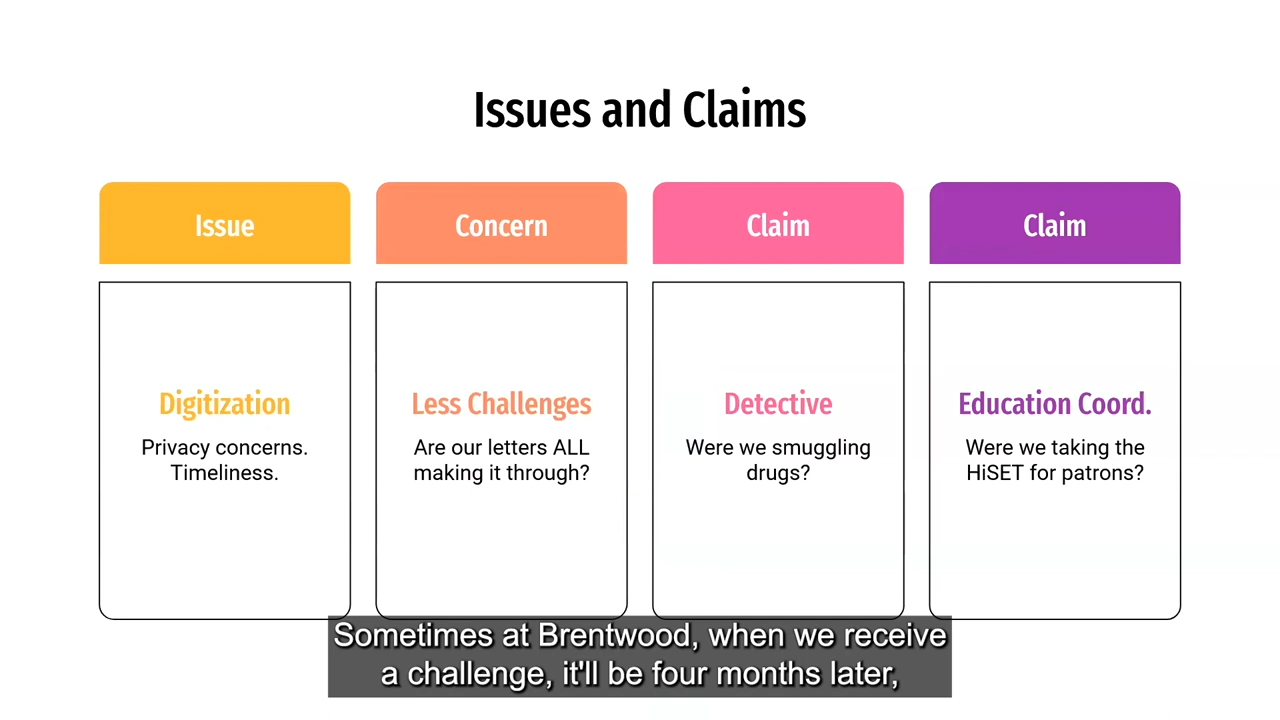 Issues and Claims
Issue
Concern
Claim
Claim
Digitization
Privacy concerns.
Timeliness.
Less Challenges
Are our letters ALL
making it through?
Detective
Were we smuggling
drugs?
Education Coord.
Were we taking the
HiSET for patrons?
Sometimes at Brentwood, when we receive
a challenge, it'll be four months later,